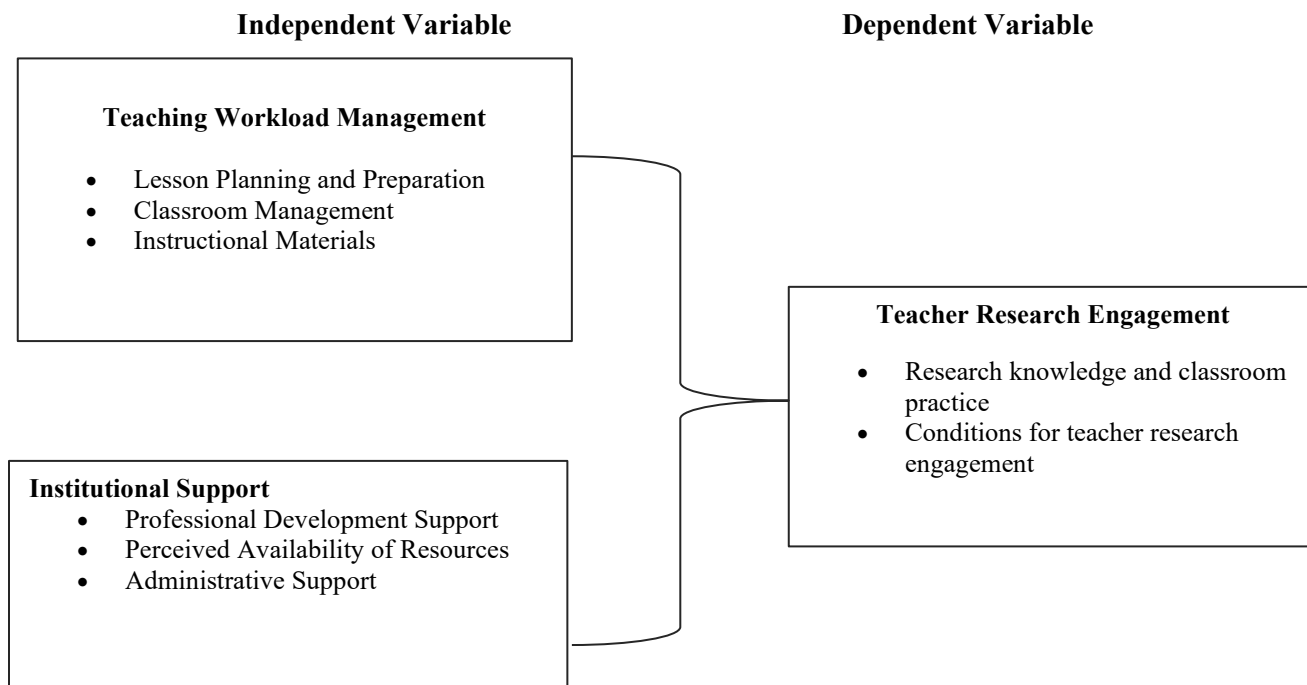 Independent Variable
Dependent Variable
Teaching Workload Management
• Lesson Planning and Preparation
• Classroom Management
• Instructional Materials
Institutional Support
• Professional Development Support
• Perceived Availability of Resources
• Administrative Support
Teacher Research Engagement
• Research knowledge and classroom
practice
• Conditions for teacher research
engagement